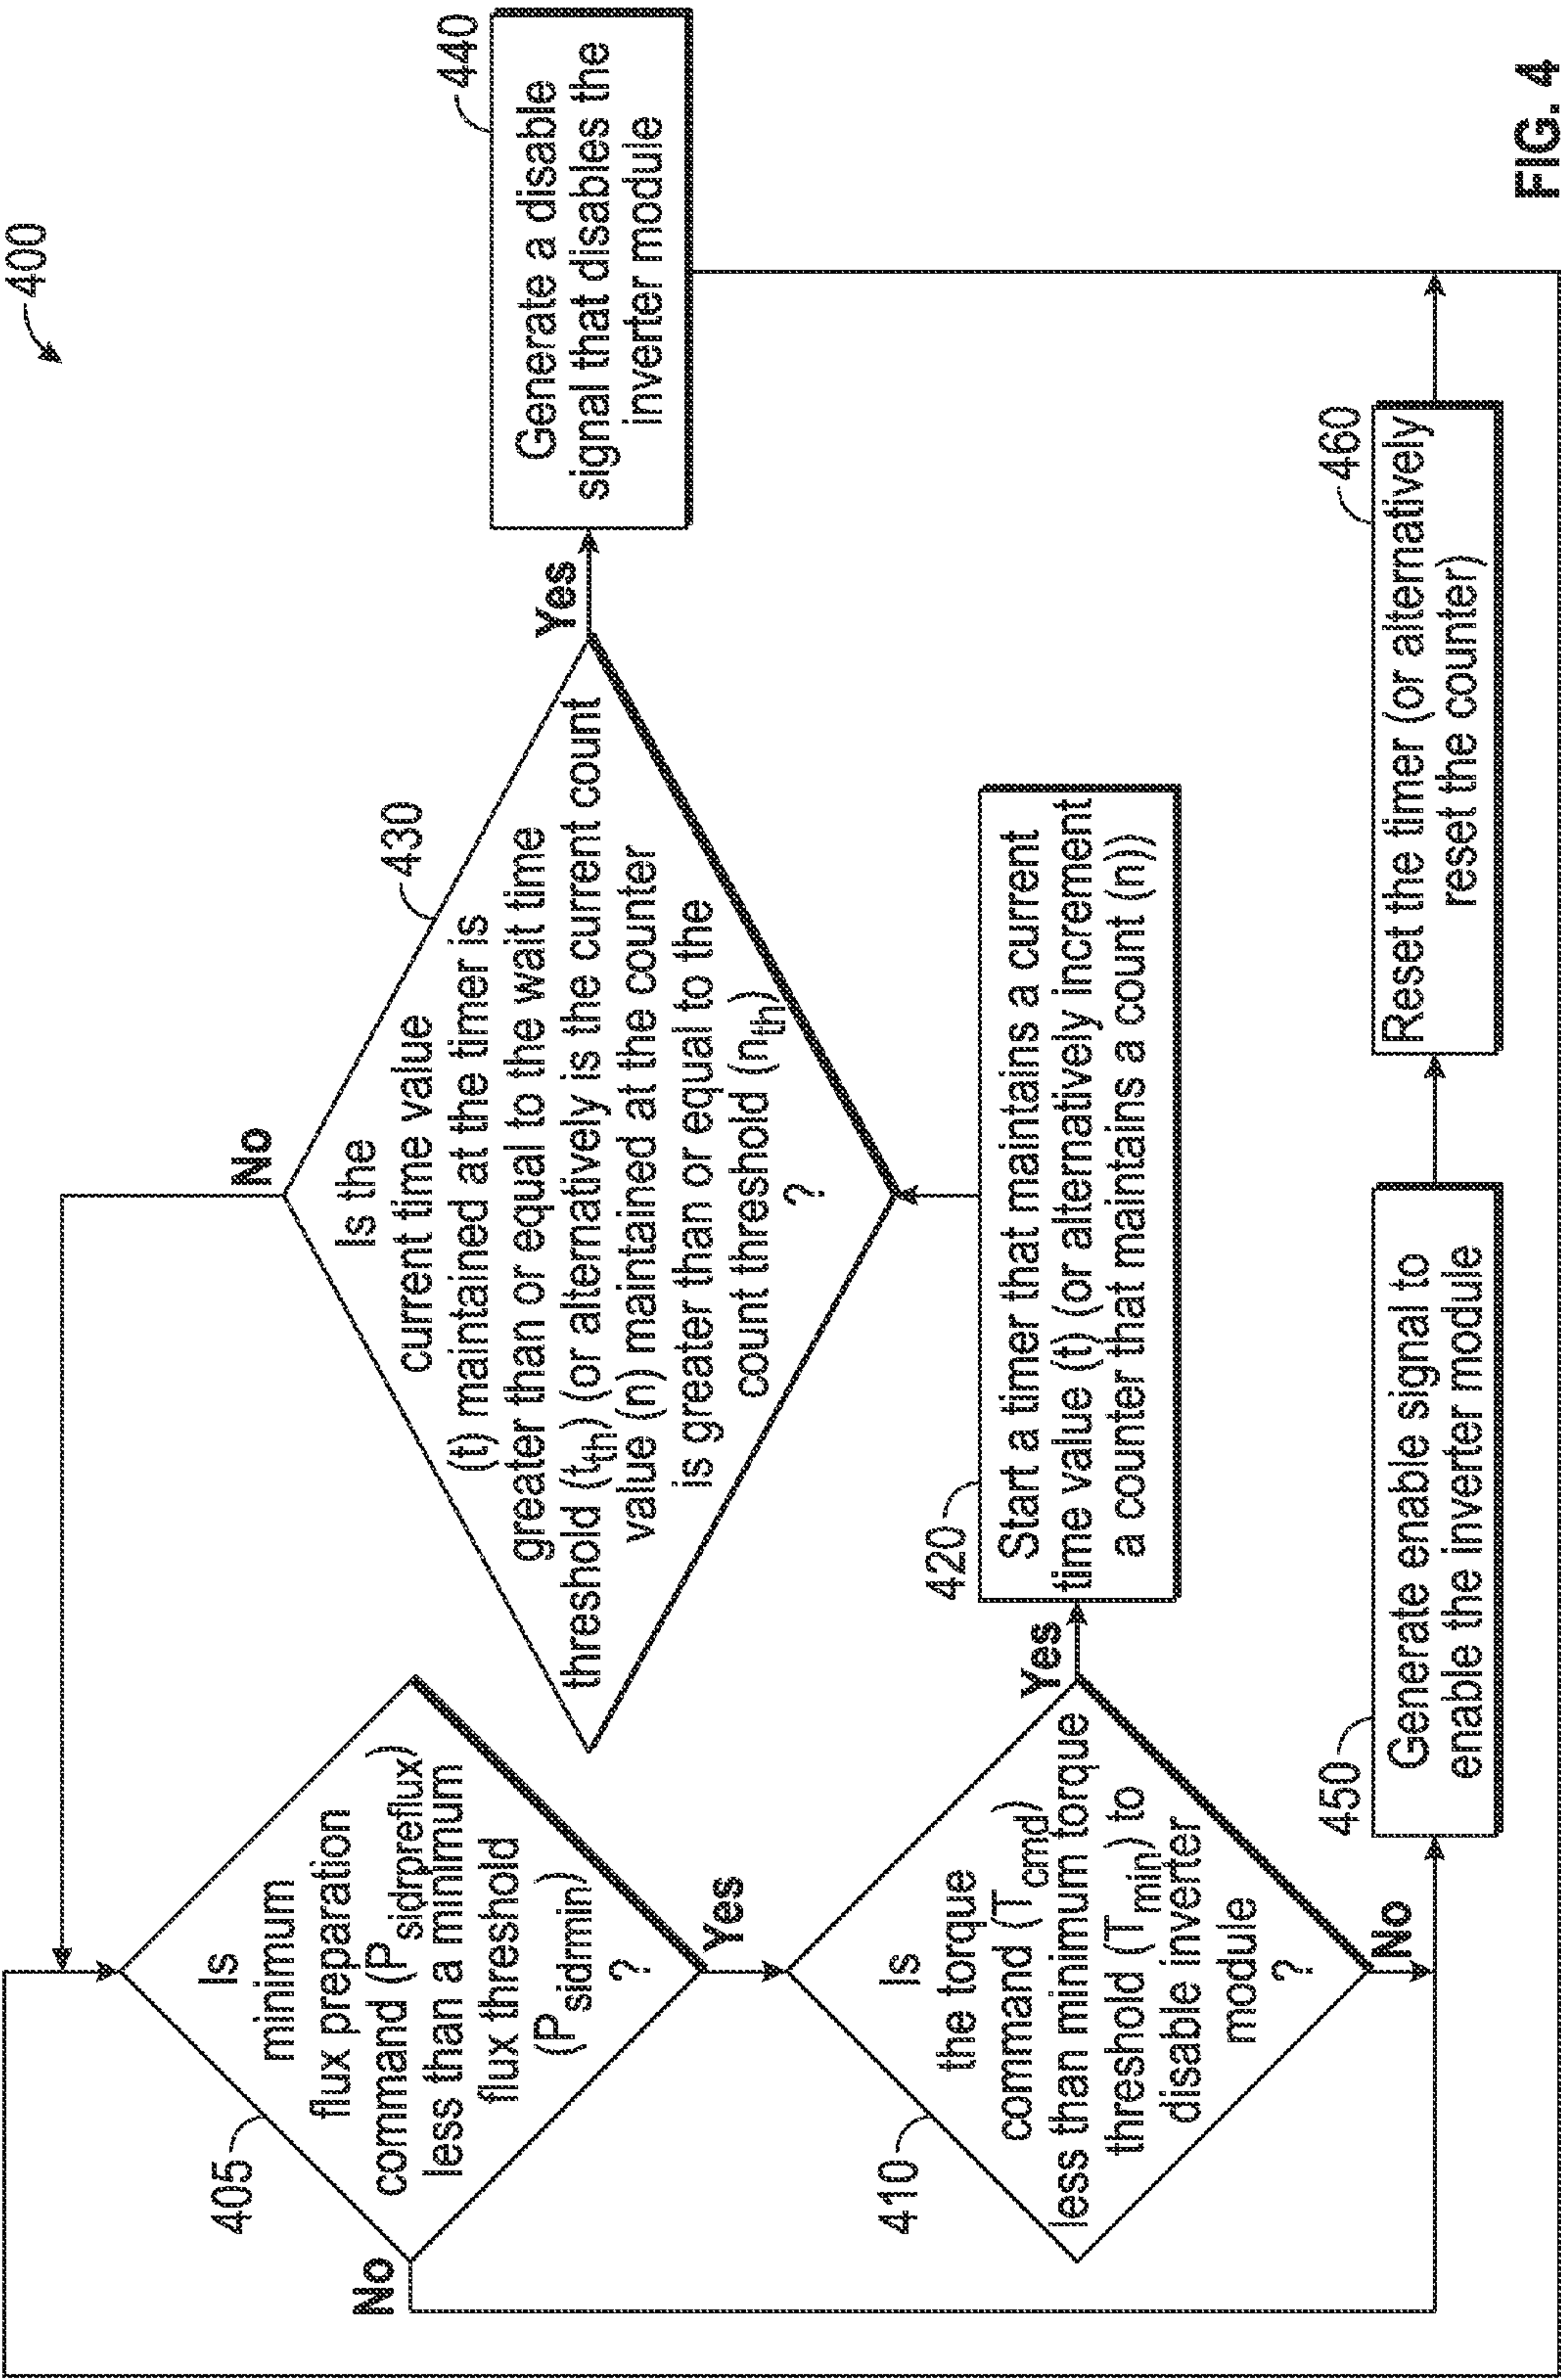 400
Is
minimum
flux preparation
command (Psidrpreflux)
less than a minimum
flux threshold
(Psidrmin)
?
405
No
Yes
Is
the torque
command (Tcmd)
less than minimum torque
threshold (Tmin) to
disable inverter
module
?
410
Yes
No
Start a timer that maintains a current
time value (t) (or alternatively increment
a counter that maintains a count (n))
420
Is the
current time value
(t) maintained at the timer is
greater than or equal to the wait time
threshold (tth) (or alternatively is the current count
value (n) maintained at the counter
is greater than or equal to the
count threshold (nth)
?
430
No
Yes
Generate a disable
signal that disables the
inverter module
440
Generate enable signal to
enable the inverter module
450
Reset the timer (or alternatively
reset the counter)
460
FIG. 4